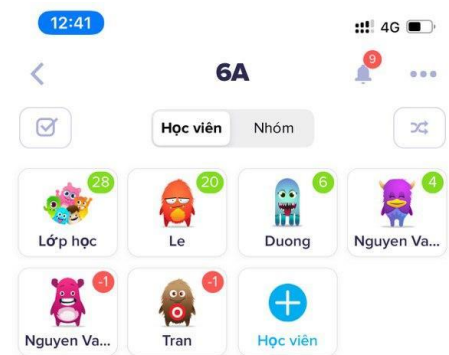 12:41
4G
9
6A
Học viên
Nhóm
28
20
6
4
Lớp học
Le
Duong
Nguyen Va...
-1
-1
Nguyen Va...
Tran
Học viên